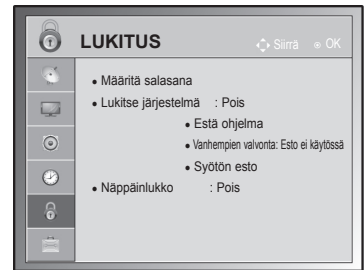 LUKITUS
Siirrä OK
• Määritä salasana
• Lukitse järjestelmä : Pois
• Estä ohjelma
• Vanhempien valvonta: Esto ei käytössä
• Syötön esto
• Näppäinlukko : Pois